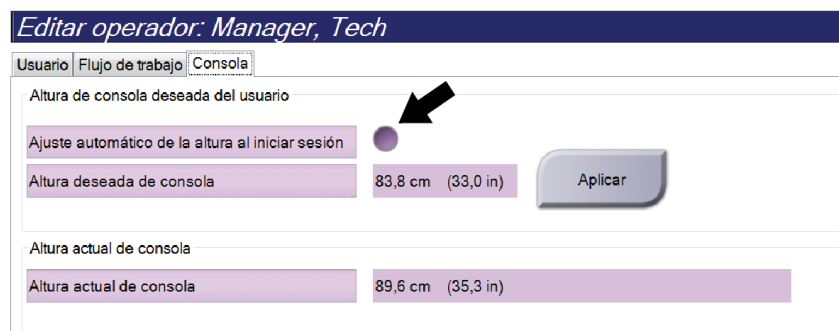 Editar operador: Manager, Tech
Usuario Flujo de trabajo Consola
Altura de consola deseada del usuario
Ajuste automático de la altura al iniciar sesión
Altura deseada de consola 83,8 cm (33,0 in) Aplicar
Altura actual de consola
Altura actual de consola 89,6 cm (35,3 in)